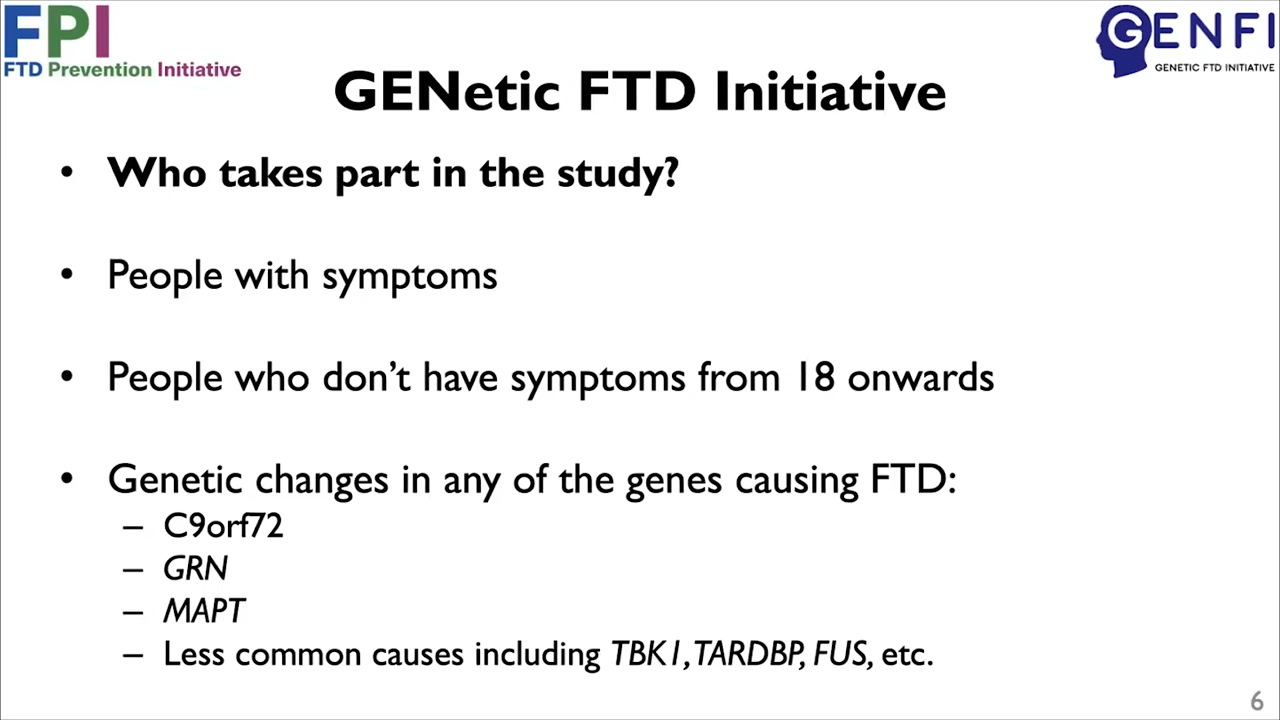 FPI
FTD Prevention Initiative
GENFI
GENETIC FTD INITIATIVE
GENetic FTD Initiative
• Who takes part in the study?
• People with symptoms
• People who don’t have symptoms from 18 onwards
• Genetic changes in any of the genes causing FTD:
– C9orf72
– GRN
– MAPT
– Less common causes including TBK1, TARDBP, FUS, etc.
6